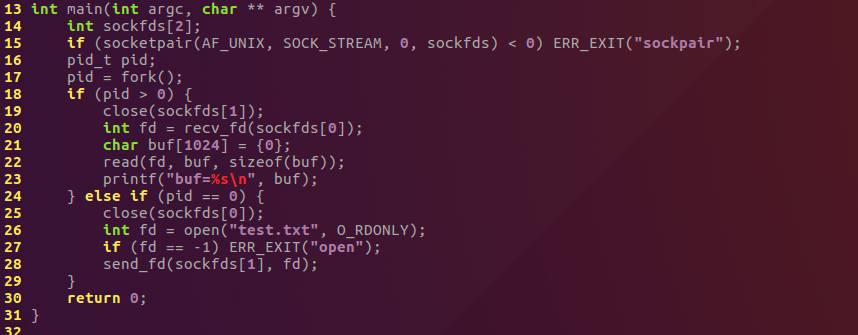 13 int main(int argc, char ** argv) {
14     int sockfds[2];
15     if (socketpair(AF_UNIX, SOCK_STREAM, 0, sockfds) < 0) ERR_EXIT("sockpair");
16     pid_t pid;
17     pid = fork();
18     if (pid > 0) {
19         close(sockfds[1]);
20         int fd = recv_fd(sockfds[0]);
21         char buf[1024] = {0};
22         read(fd, buf, sizeof(buf));
23         printf("buf=%s\n", buf);
24     } else if (pid == 0) {
25         close(sockfds[0]);
26         int fd = open("test.txt", O_RDONLY);
27         if (fd == -1) ERR_EXIT("open");
28         send_fd(sockfds[1], fd);
29     }
30     return 0;
31 }
32